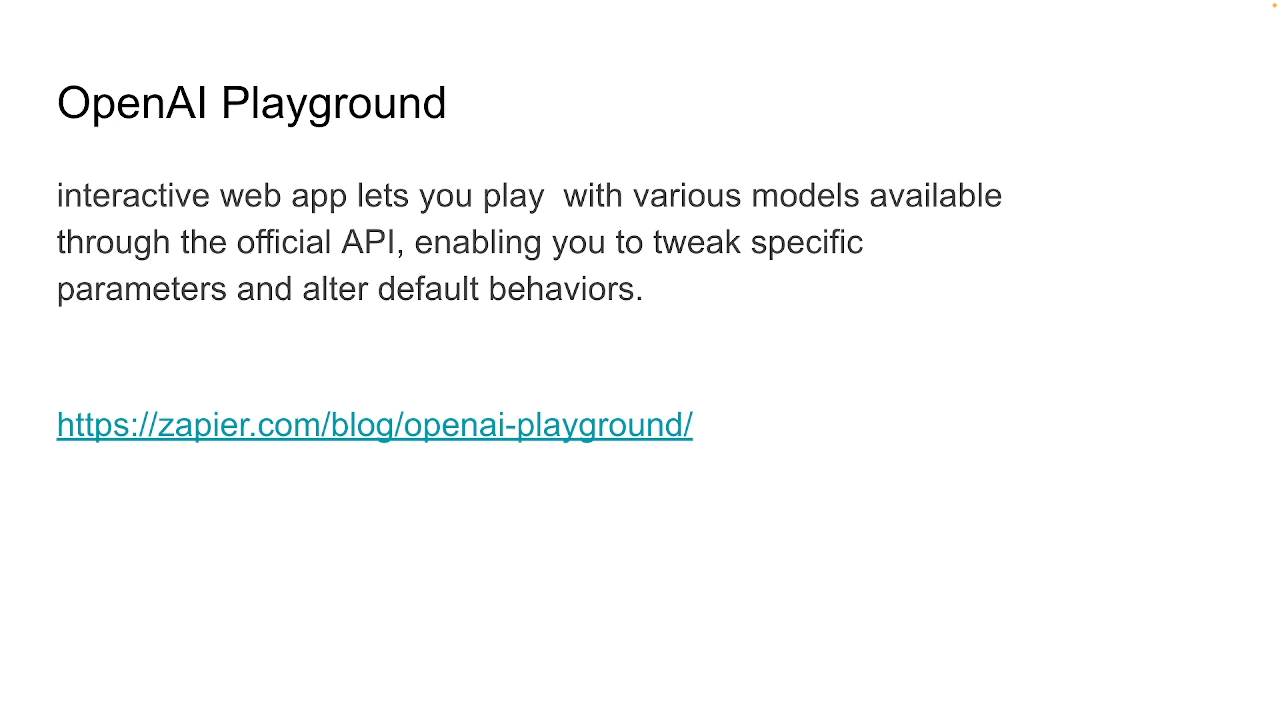 OpenAI Playground
interactive web app lets you play  with various models available
through the official API, enabling you to tweak specific
parameters and alter default behaviors.
https://zapier.com/blog/openai-playground/